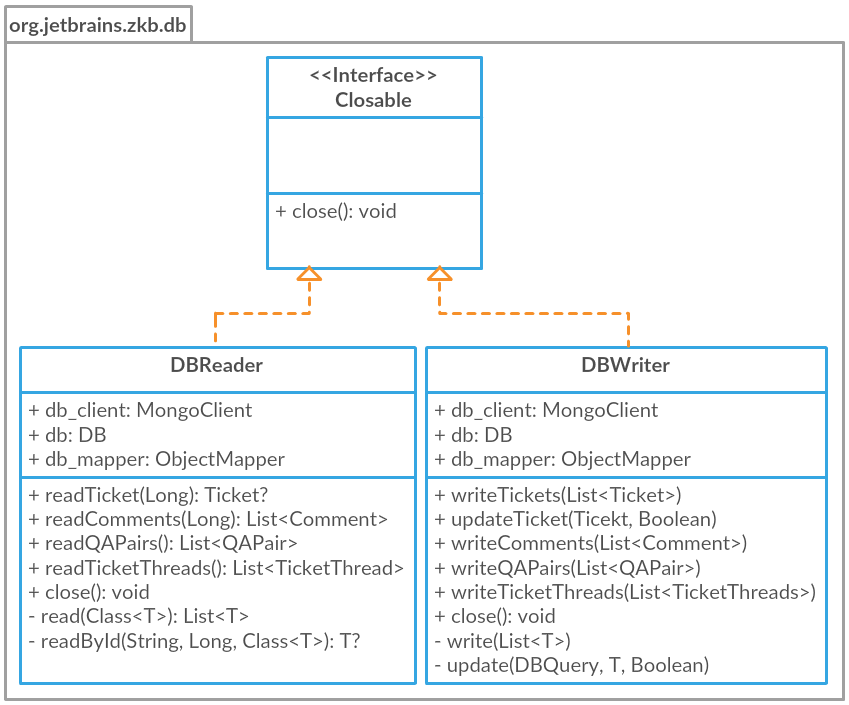 org.jetbrains.zkb.db
<<Interface>>
Closable
+ close(): void
DBReader
+ db_client: MongoClient
+ db: DB
+ db_mapper: ObjectMapper
+ readTicket(Long): Ticket?
+ readComments(Long): List<Comment>
+ readQAPairs(): List<QAPair>
+ readTicketThreads(): List<TicketThread>
+ close(): void
- read(Class<T>): List<T>
- readById(String, Long, Class<T>): T?
DBWriter
+ db_client: MongoClient
+ db: DB
+ db_mapper: ObjectMapper
+ writeTickets(List<Ticket>)
+ updateTicket(Ticekt, Boolean)
+ writeComments(List<Comment>)
+ writeQAPairs(List<QAPair>)
+ writeTicketThreads(List<TicketThreads>)
+ close(): void
- write(List<T>)
- update(DBQuery, T, Boolean)